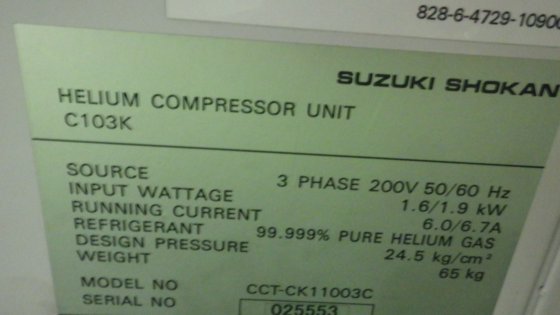 828-6-4729-1090
SUZUKI SHOKAN
HELIUM COMPRESSOR UNIT
C103K
SOURCE 3 PHASE 200V 50/60 Hz
INPUT WATTAGE 1.6/1.9 kW
RUNNING CURRENT 6.0/6.7A
REFRIGERANT 99.999% PURE HELIUM GAS
DESIGN PRESSURE 24.5 kg/cm²
WEIGHT 65 kg
MODEL NO CCT-CK11003C
SERIAL NO 025553